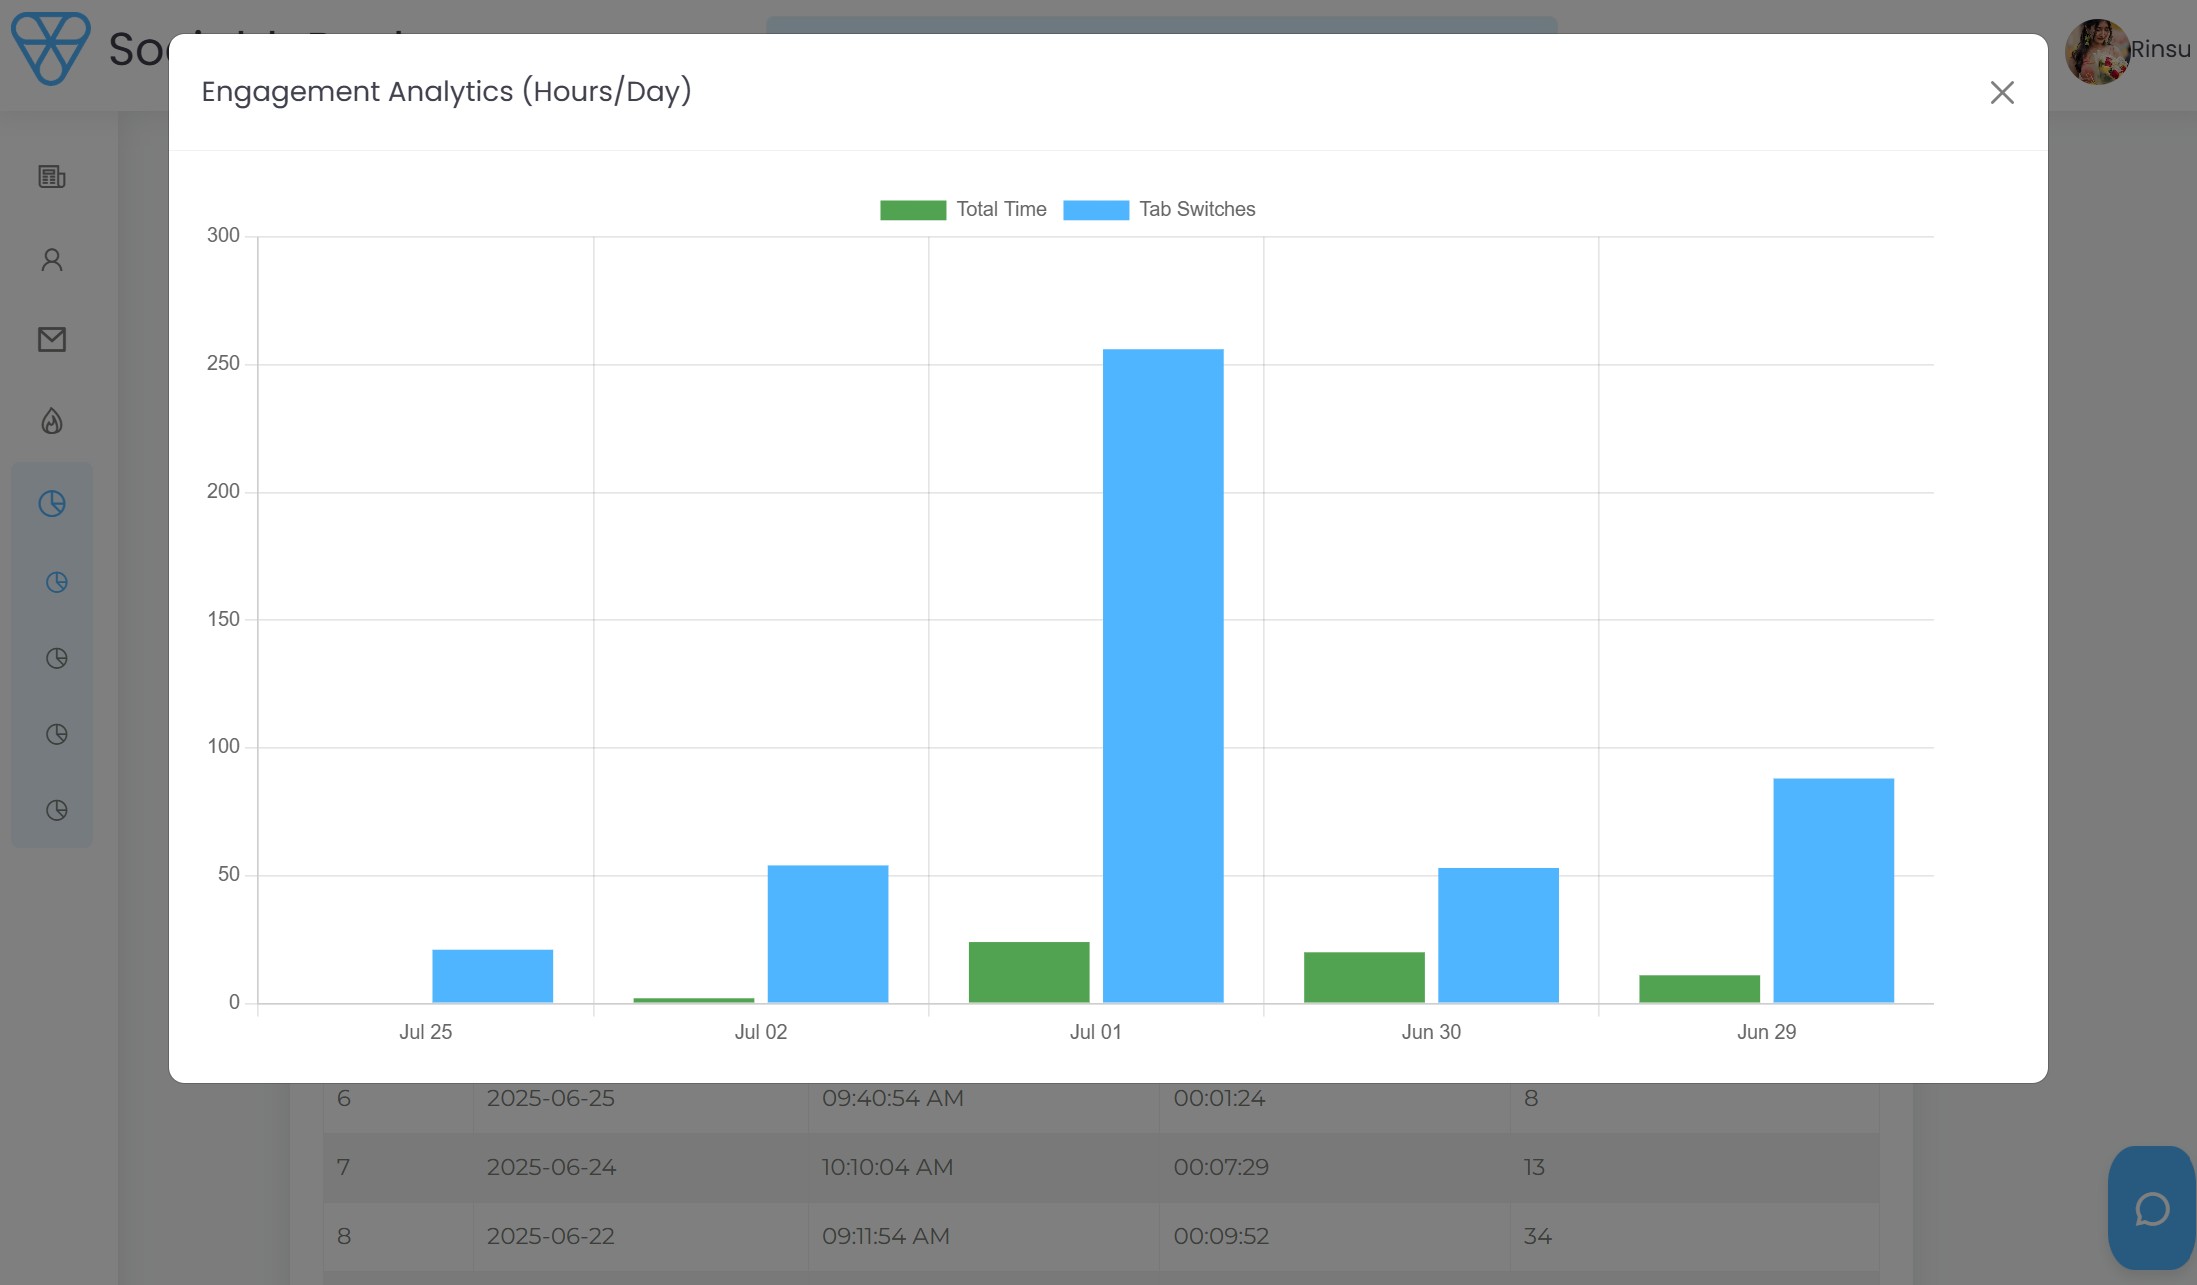 Rinsu
Engagement Analytics (Hours/Day)
Total Time Tab Switches
300
250
200
150
100
50
0
Jul 25 Jul 02 Jul 01 Jun 30 Jun 29
6 2025-06-25 09:40:54 AM 00:01:24 8
7 2025-06-24 10:10:04 AM 00:07:29 13
8 2025-06-22 09:11:54 AM 00:09:52 34